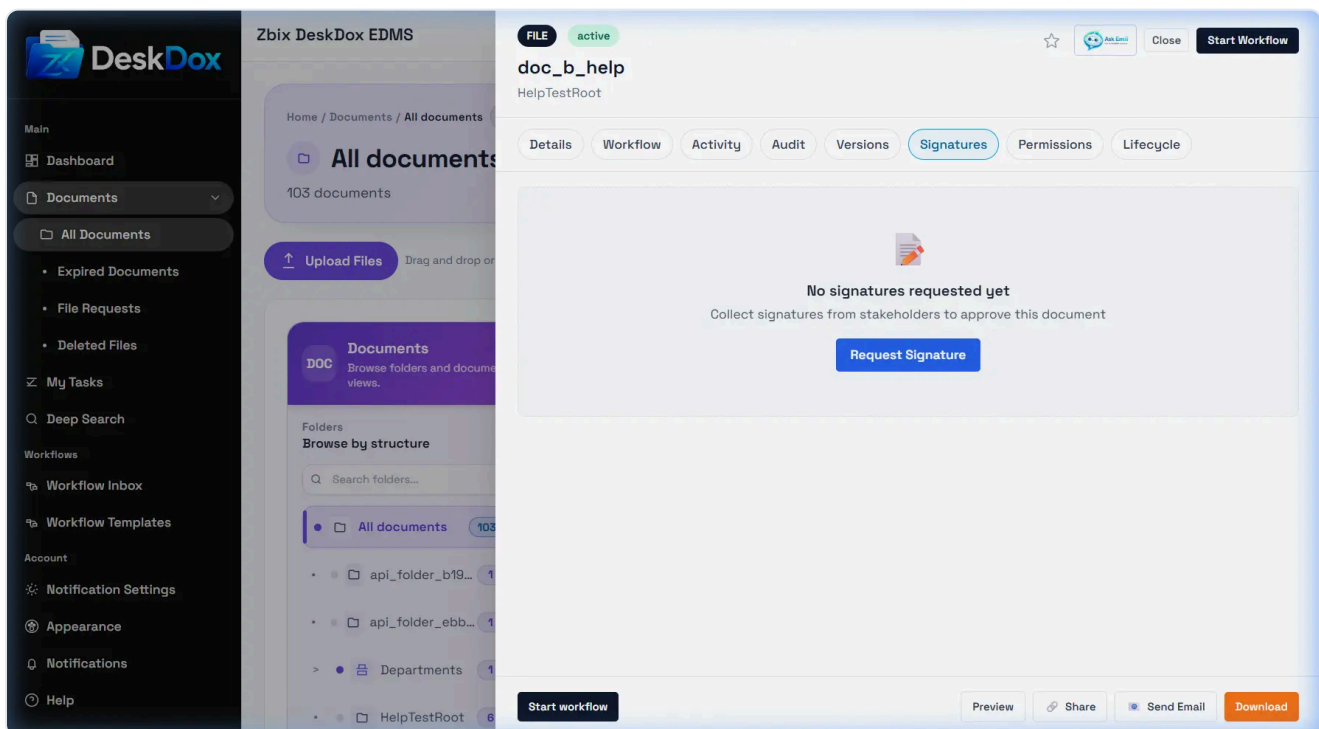 DeskDox
Main
Dashboard
Documents
All Documents
Expired Documents
File Requests
Deleted Files
My Tasks
Deep Search
Workflows
Workflow Inbox
Workflow Templates
Account
Notification Settings
Appearance
Notifications
Help
Zbix DeskDox EDMS
Home / Documents / All documents
All documents
103 documents
Upload Files
Drag and drop or
DOC
Documents
Browse folders and docume
views.
Folders
Browse by structure
Search folders...
All documents 103
api_folder_b19... 1
api_folder_ebb... 1
Departments 1
HelpTestRoot 6
FILE active
Ask Emii
Close
Start Workflow
doc_b_help
HelpTestRoot
Details Workflow Activity Audit Versions Signatures Permissions Lifecycle
No signatures requested yet
Collect signatures from stakeholders to approve this document
Request Signature
Start workflow
Preview
Share
Send Email
Download